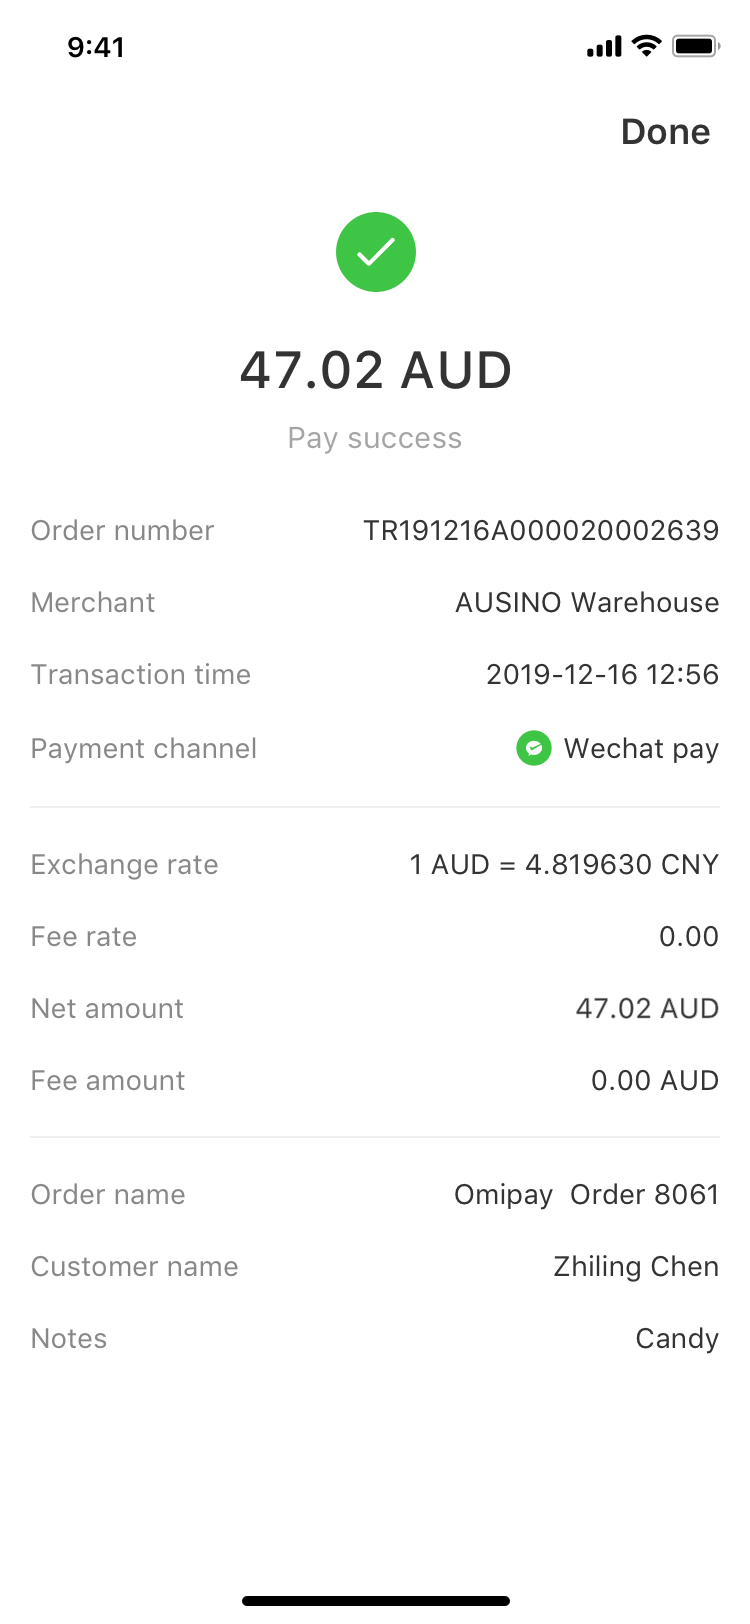 9:41
Done
47.02 AUD
Pay success
Order number TR191216A000020002639
Merchant AUSINO Warehouse
Transaction time 2019-12-16 12:56
Payment channel Wechat pay
Exchange rate 1 AUD = 4.819630 CNY
Fee rate 0.00
Net amount 47.02 AUD
Fee amount 0.00 AUD
Order name Omipay  Order 8061
Customer name Zhiling Chen
Notes Candy